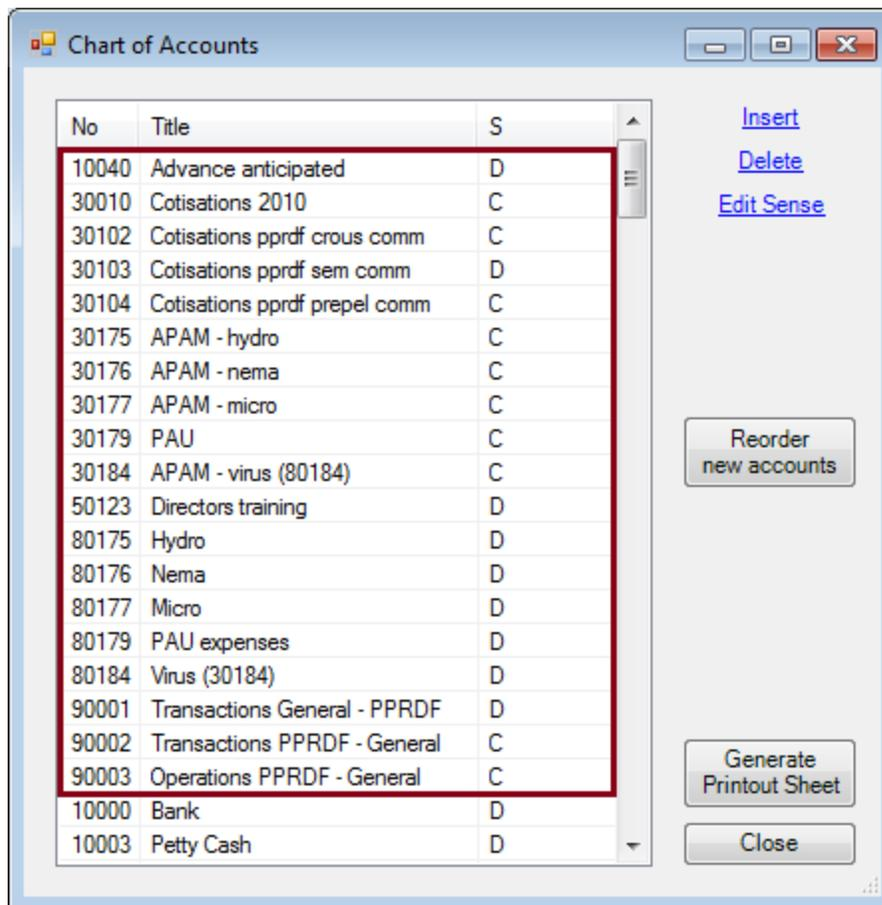 Chart of Accounts
No Title S
10040 Advance anticipated D
30010 Cotisations 2010 C
30102 Cotisations pprdf crous comm C
30103 Cotisations pprdf sem comm D
30104 Cotisations pprdf prepel comm C
30175 APAM - hydro C
30176 APAM - nema C
30177 APAM - micro C
30179 PAU C
30184 APAM - virus (80184) C
50123 Directors training D
80175 Hydro D
80176 Nema D
80177 Micro D
80179 PAU expenses D
80184 Virus (30184) D
90001 Transactions General - PPRDF D
90002 Transactions PPRDF - General C
90003 Operations PPRDF - General C
10000 Bank D
10003 Petty Cash D
Insert
Delete
Edit Sense
Reorder
new accounts
Generate
Printout Sheet
Close